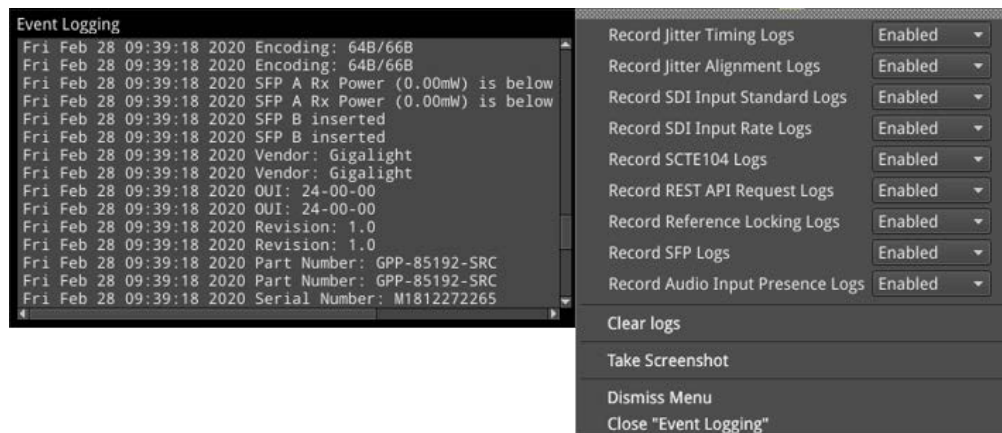 Event Logging
Fri Feb 28 09:39:18 2020 Encoding: 64B/66B
Fri Feb 28 09:39:18 2020 Encoding: 64B/66B
Fri Feb 28 09:39:18 2020 SFP A Rx Power (0.00mW) is below
Fri Feb 28 09:39:18 2020 SFP A Rx Power (0.00mW) is below
Fri Feb 28 09:39:18 2020 SFP B inserted
Fri Feb 28 09:39:18 2020 SFP B inserted
Fri Feb 28 09:39:18 2020 Vendor: Gigalight
Fri Feb 28 09:39:18 2020 Vendor: Gigalight
Fri Feb 28 09:39:18 2020 OUI: 24-00-00
Fri Feb 28 09:39:18 2020 OUI: 24-00-00
Fri Feb 28 09:39:18 2020 Revision: 1.0
Fri Feb 28 09:39:18 2020 Revision: 1.0
Fri Feb 28 09:39:18 2020 Part Number: GPP-85192-SRC
Fri Feb 28 09:39:18 2020 Part Number: GPP-85192-SRC
Fri Feb 28 09:39:18 2020 Serial Number: M1812272265
Record Jitter Timing Logs Enabled
Record Jitter Alignment Logs Enabled
Record SDI Input Standard Logs Enabled
Record SDI Input Rate Logs Enabled
Record SCTE104 Logs Enabled
Record REST API Request Logs Enabled
Record Reference Locking Logs Enabled
Record SFP Logs Enabled
Record Audio Input Presence Logs Enabled
Clear logs
Take Screenshot
Dismiss Menu
Close "Event Logging"